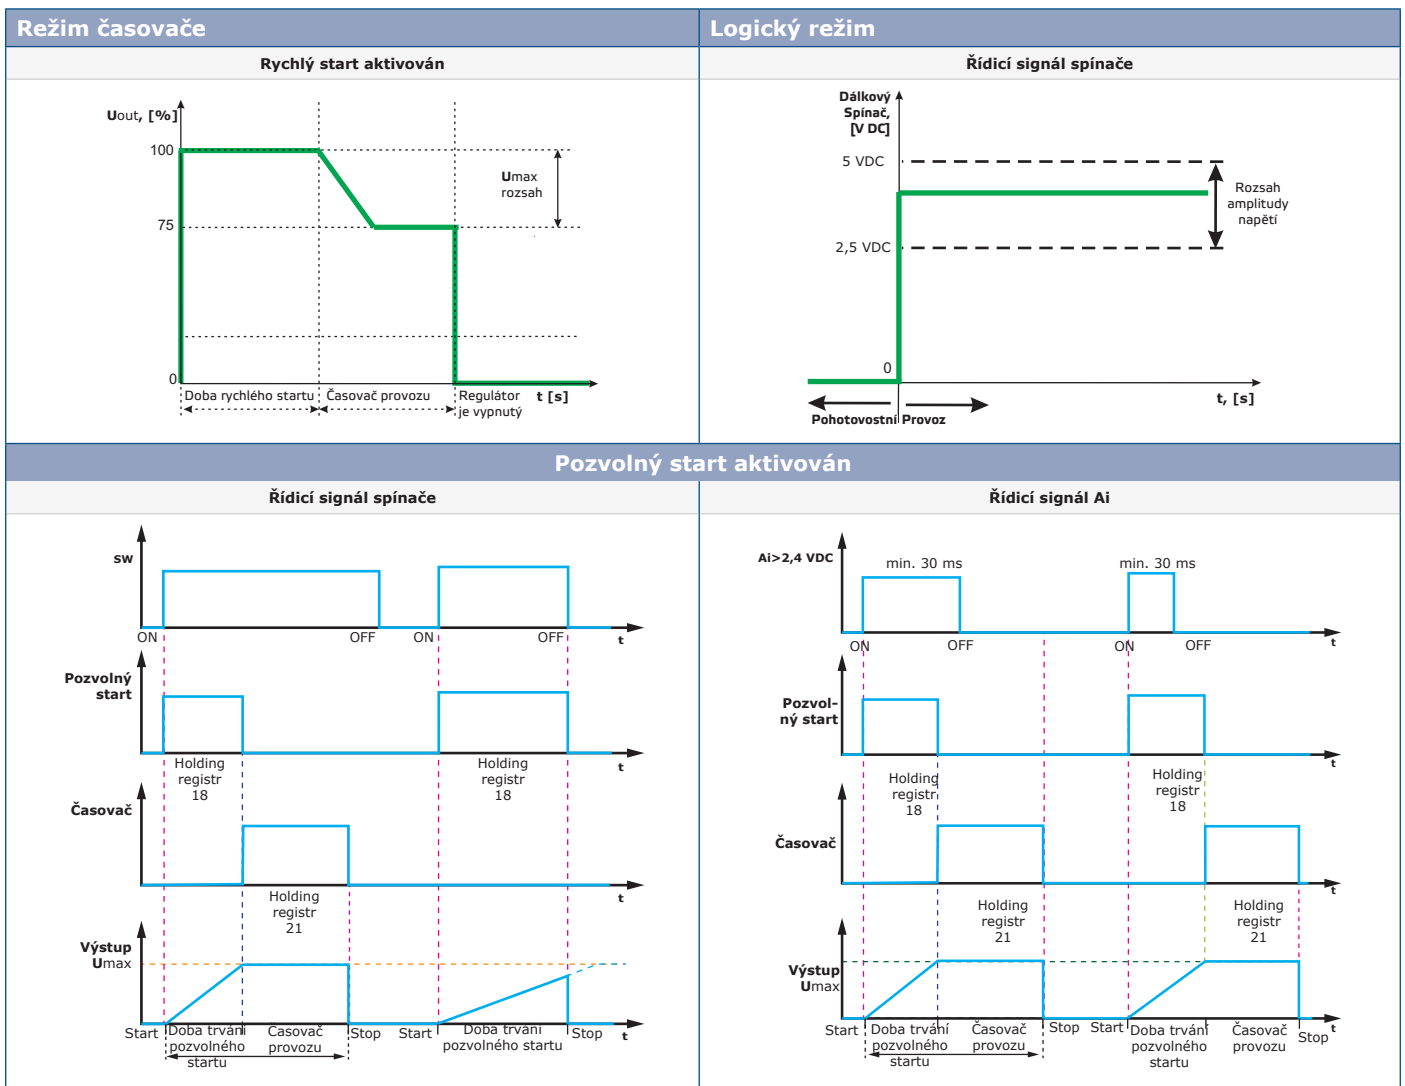 Režim časovače
Logický režim
Rychlý start aktivován
Řídicí signál spínače
Uout, [%]
100
75
0
Umax
rozsah
Doba rychlého startu
Časovač provozu
Regulátor
je vypnutý
t [s]
Dálkový
Spínač,
[V DC]
5 VDC
2,5 VDC
0
Rozsah
amplitudy
napětí
t, [s]
Pohotovostní
Provoz
Pozvolný start aktivován
Řídicí signál spínače
Řídicí signál Ai
sw
ON
OFF
ON
OFF
t
Pozvolný
start
t
Holding
registr
18
Holding
registr
18
Časovač
t
Holding
registr
21
Výstup
Umax
t
Start
Doba trvání
pozvolného
startu
Časovač
provozu
Stop
Start
Doba trvání
pozvolného startu
Stop
Ai>2,4 VDC
min. 30 ms
min. 30 ms
ON
OFF
ON
OFF
t
Pozvol-
ný start
t
Holding
registr
18
Holding
registr
18
Časovač
t
Holding
registr
21
Holding
registr
21
Výstup
Umax
t
Start
Doba trvání
pozvolného
startu
Časovač
provozu
Stop
Start
Doba trvání
pozvolného
startu
Časovač
provozu
Stop